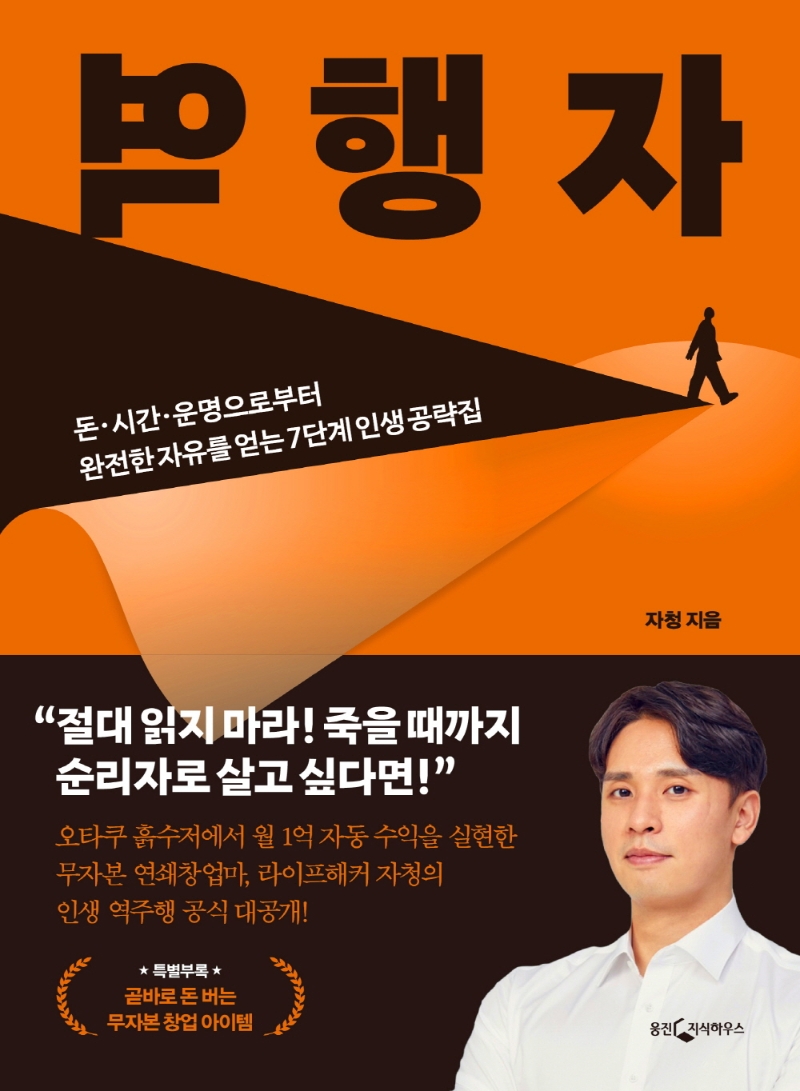 역행자
돈·시간·운명으로부터
완전한 자유를 얻는 7단계 인생 공략집
자청 지음
“절대 읽지 마라! 죽을 때까지
순리자로 살고 싶다면!”
오타쿠 흙수저에서 월 1억 자동 수익을 실현한
무자본 연쇄창업마, 라이프해커 자청의
인생 역주행 공식 대공개!
★ 특별부록 ★
곧바로 돈 버는
무자본 창업 아이템
웅진 지식하우스